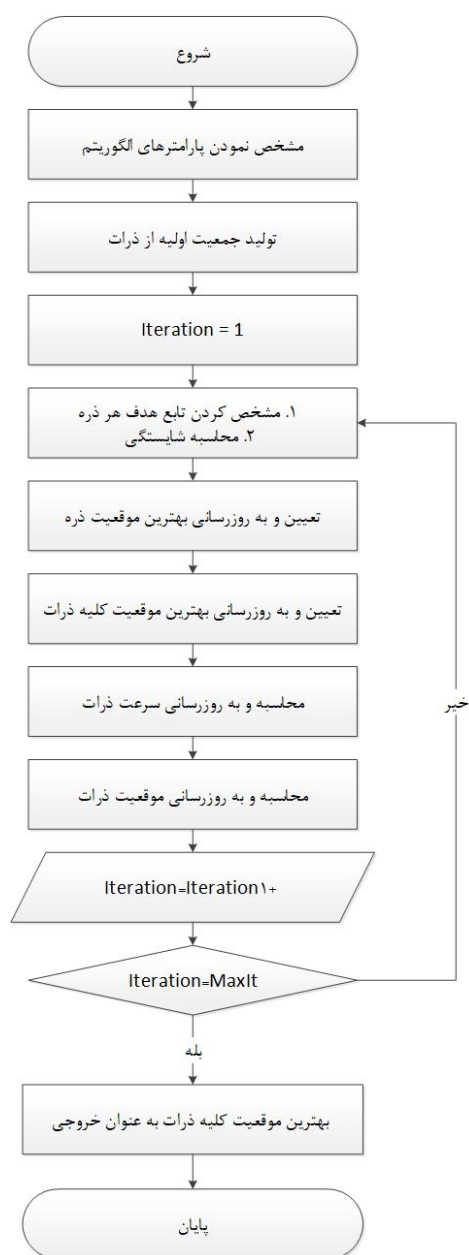 شروع
مشخص نمودن پارامترهای الگوریتم
تولید جمعیت اولیه از ذرات
Iteration = 1
۱. مشخص کردن تابع هدف هر ذره
۲. محاسبه شایستگی
تعیین و به روزرسانی بهترین موقعیت ذره
تعیین و به روزرسانی بهترین موقعیت کلیه ذرات
محاسبه و به روزرسانی سرعت ذرات
خیر
محاسبه و به روزرسانی موقعیت ذرات
Iteration=Iteration۱+
Iteration=MaxIt
بله
بهترین موقعیت کلیه ذرات به عنوان خروجی
پایان